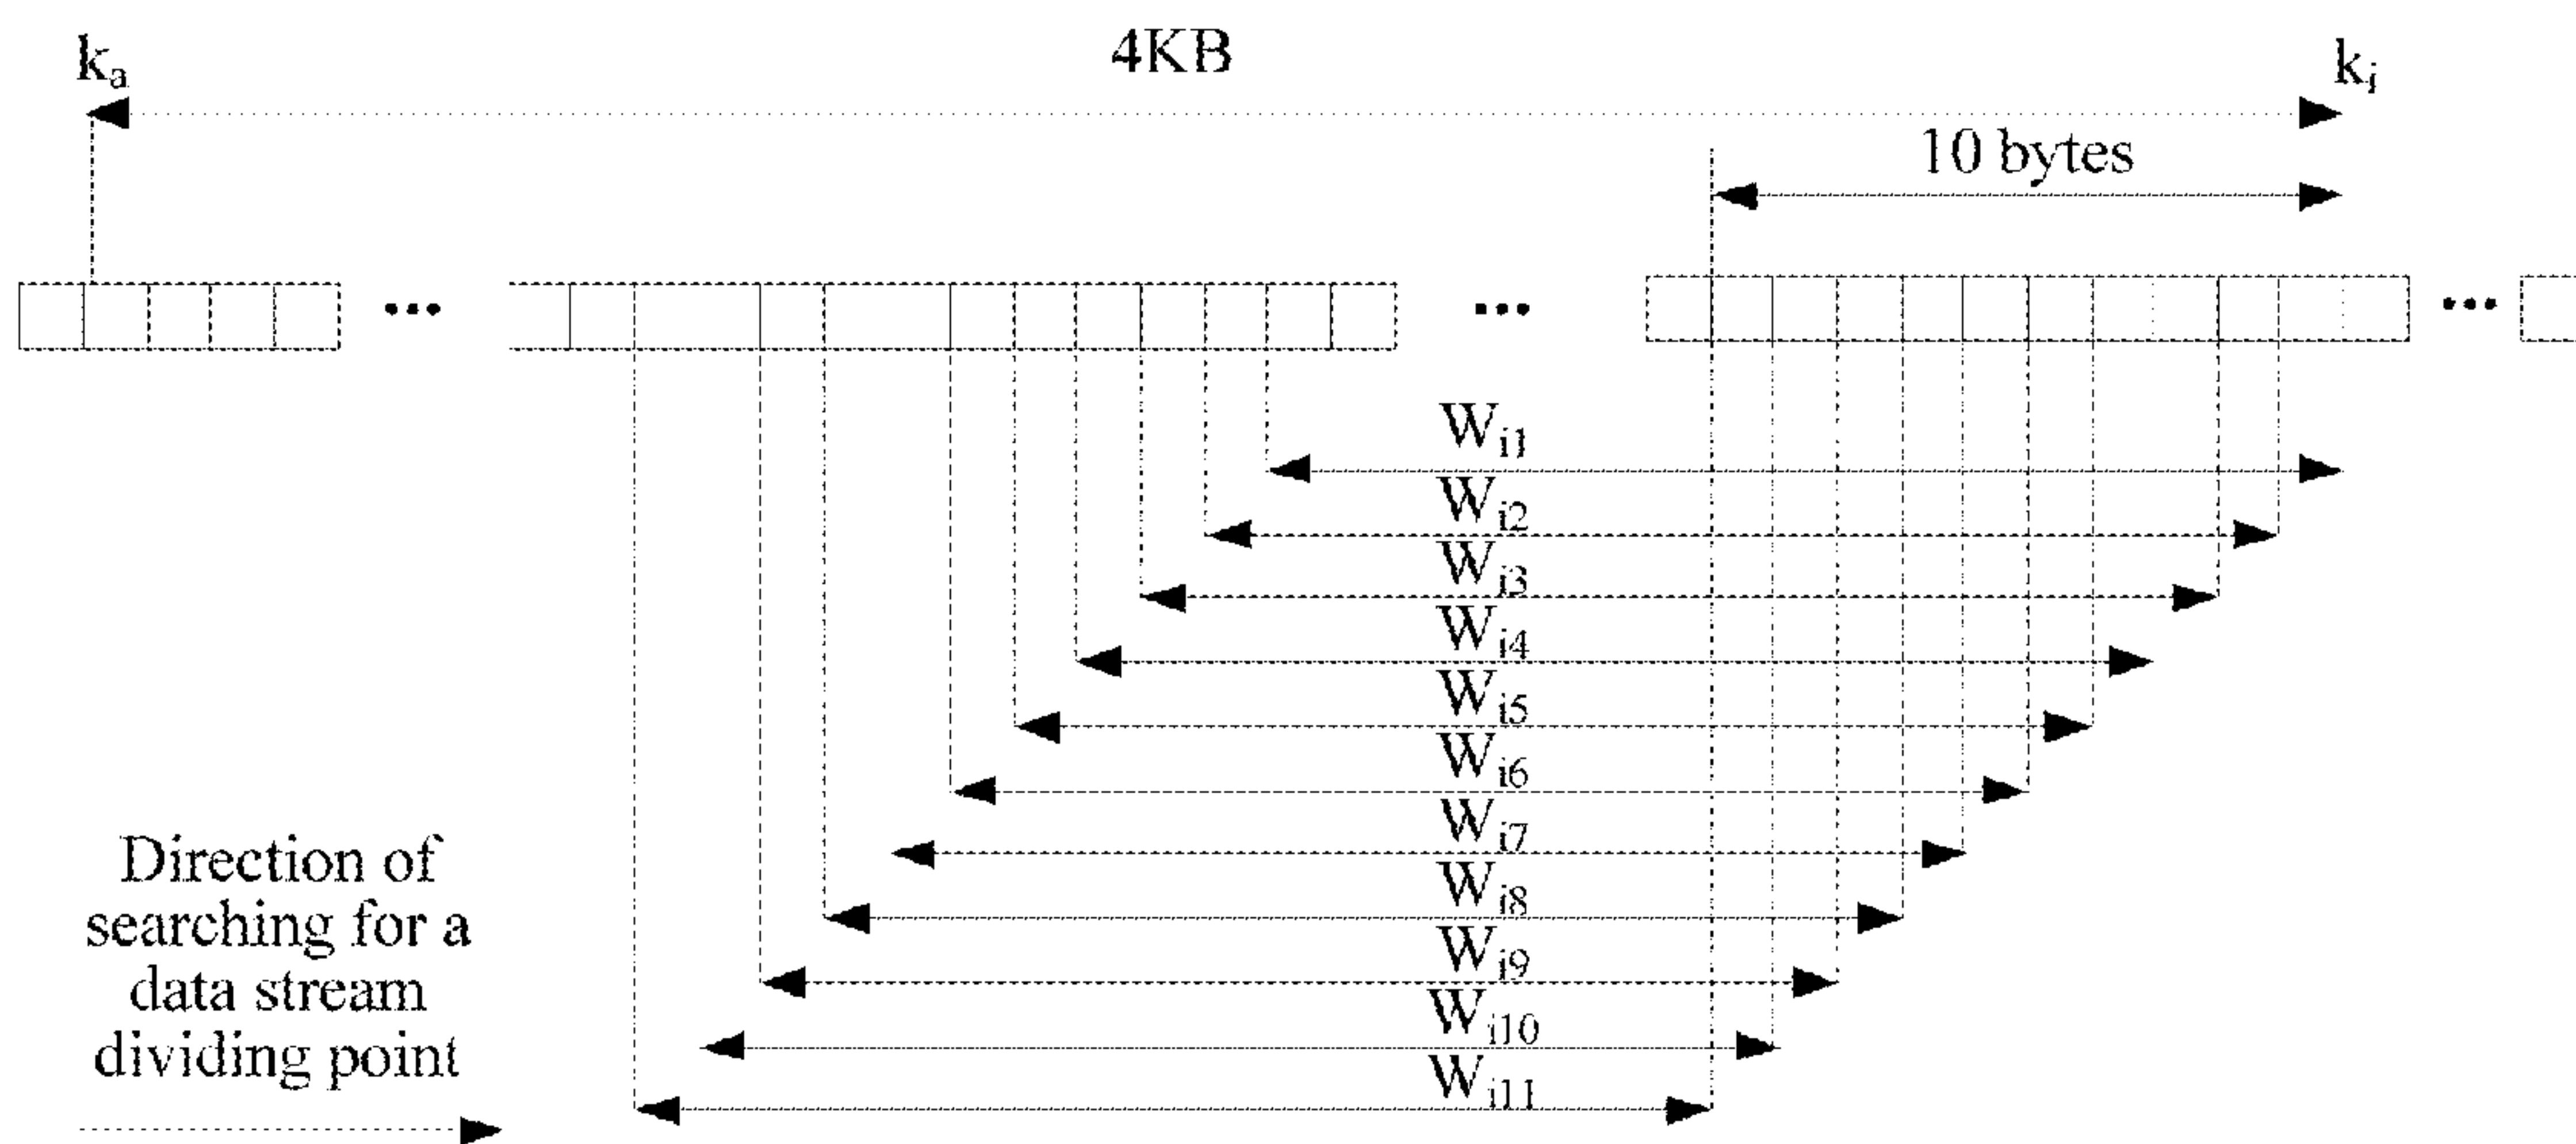 4KB
kₐ
kᵢ
10 bytes
•••
•••
•••
Wᵢ₁
Wᵢ₂
Wᵢ₃
Wᵢ₄
Wᵢ₅
Wᵢ₆
Wᵢ₇
Wᵢ₈
Wᵢ₉
Wᵢ₁₀
Wᵢ₁₁
Direction of
searching for a
data stream
dividing point